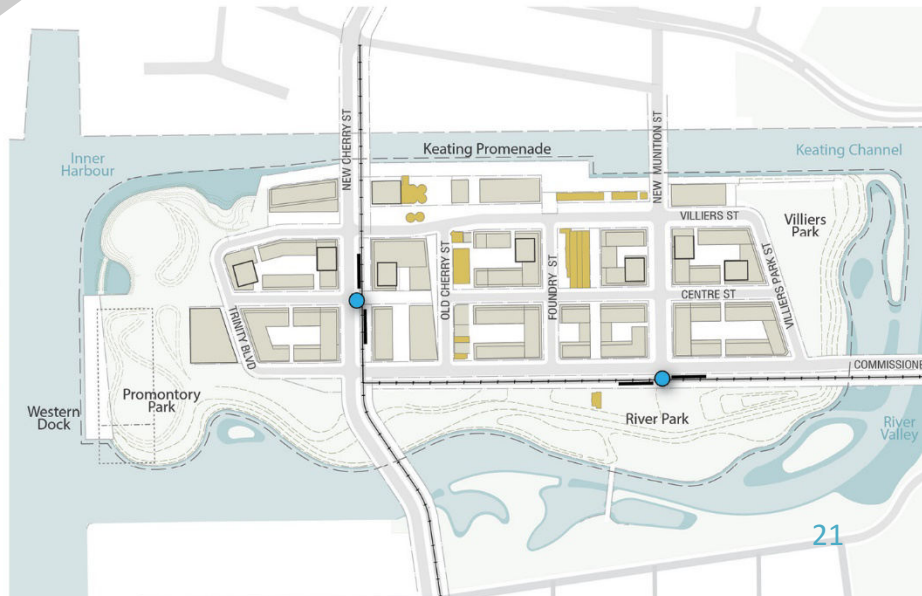 Inner
Harbour
NEW CHERRY ST
Keating Promenade
NEW MUNITION ST
Keating Channel
VILLIERS ST
Villiers
Park
OLD CHERRY ST
FOUNDRY ST
VILLIERS PARK ST
CENTRE ST
TRINITY BLVD
COMMISSIONE
Promontory
Park
Western
Dock
River Park
River
Valley
21